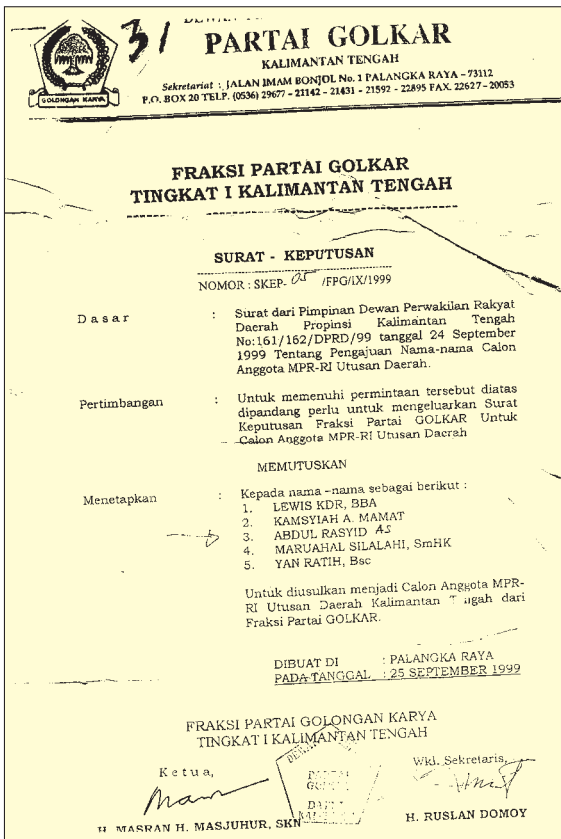 31
PARTAI GOLKAR
KALIMANTAN TENGAH
Sekretariat : JALAN IMAM BONJOL No. 1 PALANGKA RAYA – 73112
P.O. BOX 20 TELP. (0536) 29677 - 21142 - 21431 - 21592 - 22895 FAX. 22627 - 20053
GOLONGAN KARYA
FRAKSI PARTAI GOLKAR
TINGKAT I KALIMANTAN TENGAH
SURAT - KEPUTUSAN
NOMOR : SKEP- 05 /FPG/IX/1999
Dasar : Surat dari Pimpinan Dewan Perwakilan Rakyat
Daerah Propinsi Kalimantan Tengah
No:161/162/DPRD/99 tanggal 24 September
1999 Tentang Pengajuan Nama-nama Calon
Anggota MPR-RI Utusan Daerah.
Pertimbangan : Untuk memenuhi permintaan tersebut diatas
dipandang perlu untuk mengeluarkan Surat
Keputusan Fraksi Partai GOLKAR Untuk
Calon Anggota MPR-RI Utusan Daerah
MEMUTUSKAN
Menetapkan : Kepada nama -nama sebagai berikut :
1. LEWIS KDR, BBA
2. KAMSYIAH A. MAMAT
3. ABDUL RASYID AS
4. MARUAHAL SILALAHI, SmHK
5. YAN RATIH, Bsc
Untuk diusulkan menjadi Calon Anggota MPR-
RI Utusan Daerah Kalimantan T ngah dari
Fraksi Partai GOLKAR.
DIBUAT DI : PALANGKA RAYA
PADA TANGGAL : 25 SEPTEMBER 1999
FRAKSI PARTAI GOLONGAN KARYA
TINGKAT I KALIMANTAN TENGAH
Ketua, Wkl. Sekretaris,
H. MASRAN H. MASJUHUR, SKN H. RUSLAN DOMOY